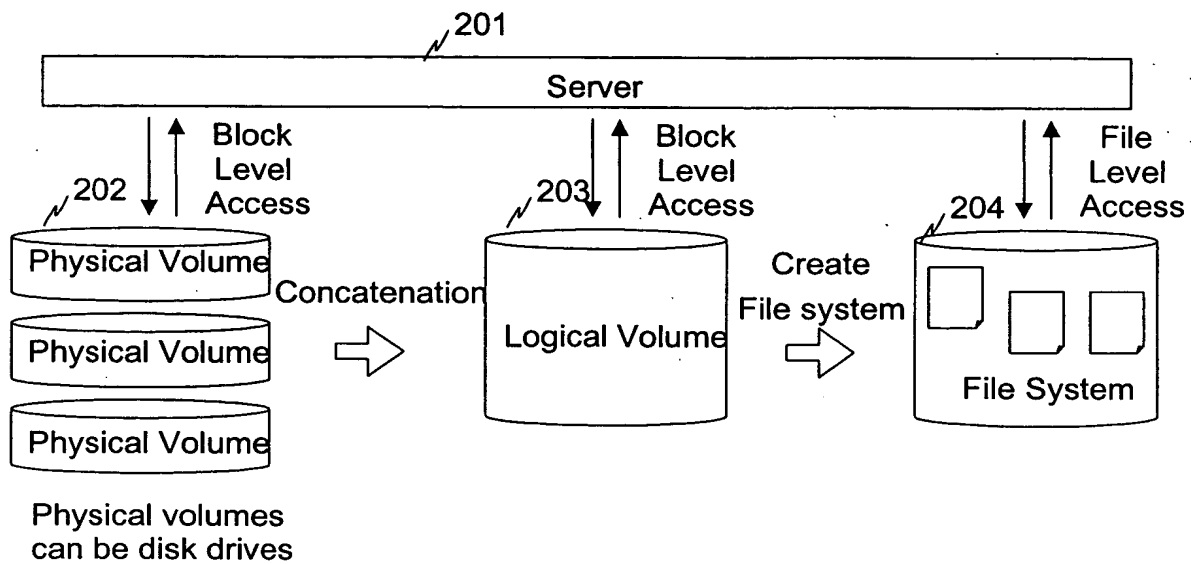 201
Server
Block
Level
Access
Block
Level
Access
File
Level
Access
202
203
204
Physical Volume
Physical Volume
Physical Volume
Concatenation
Logical Volume
Create
File system
File System
Physical volumes
can be disk drives